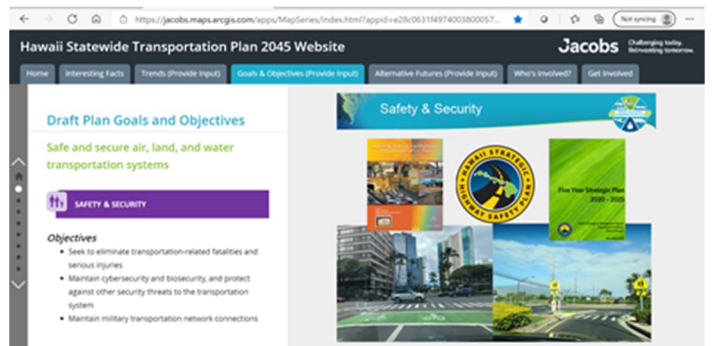 https://jacobs.maps.arcgis.com/apps/MapSeries/index.html?appid=e28c0631f4974003800057...
Not syncing
Hawaii Statewide Transportation Plan 2045 Website
Jacobs
Challenging today.
Reinventing tomorrow.
Home
Interesting Facts
Trends (Provide Input)
Goals & Objectives (Provide Input)
Alternative Futures (Provide Input)
Who's Involved?
Get Involved
Draft Plan Goals and Objectives
Safe and secure air, land, and water
transportation systems
SAFETY & SECURITY
Objectives
Seek to eliminate transportation-related fatalities and
serious injuries
Maintain cybersecurity and biosecurity, and protect
against other security threats to the transportation
system
Maintain military transportation network connections
Safety & Security
HAWAII STRATEGIC
HIGHWAY SAFETY PLAN
Five Year Strategic Plan
2020 - 2025